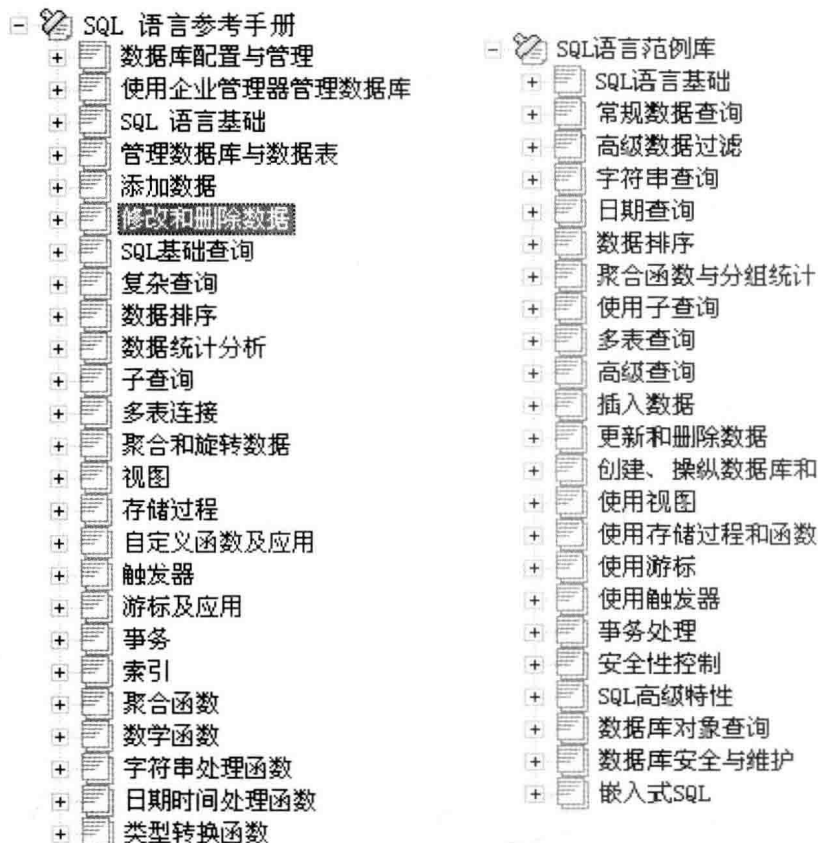 SQL 语言参考手册
数据库配置与管理
使用企业管理器管理数据库
SQL 语言基础
管理数据库与数据表
添加数据
修改和删除数据
SQL基础查询
复杂查询
数据排序
数据统计分析
子查询
多表连接
聚合和旋转数据
视图
存储过程
自定义函数及应用
触发器
游标及应用
事务
索引
聚合函数
数学函数
字符串处理函数
日期时间处理函数
类型转换函数
SQL语言范例库
SQL语言基础
常规数据查询
高级数据过滤
字符串查询
日期查询
数据排序
聚合函数与分组统计
使用子查询
多表查询
高级查询
插入数据
更新和删除数据
创建、操纵数据库和
使用视图
使用存储过程和函数
使用游标
使用触发器
事务处理
安全性控制
SQL高级特性
数据库对象查询
数据库安全与维护
嵌入式SQL